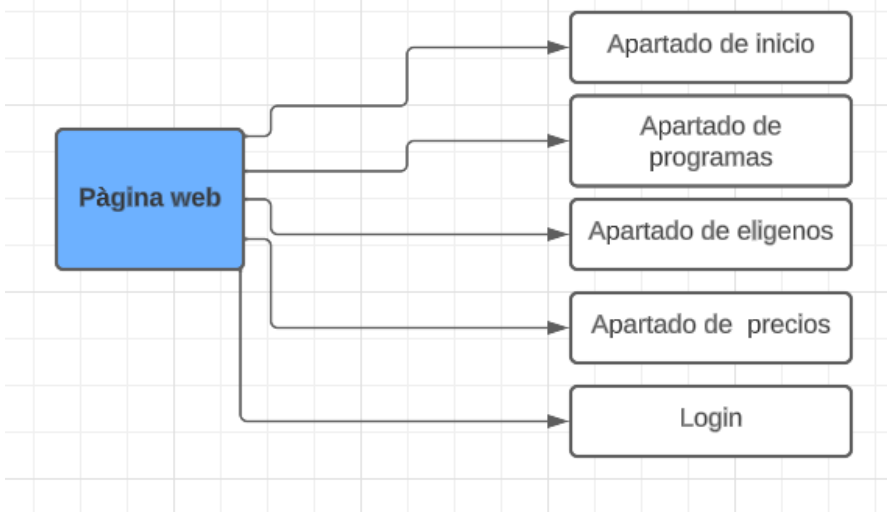 Apartado de inicio
Apartado de
programas
Pàgina web
Apartado de eligenos
Apartado de  precios
Login